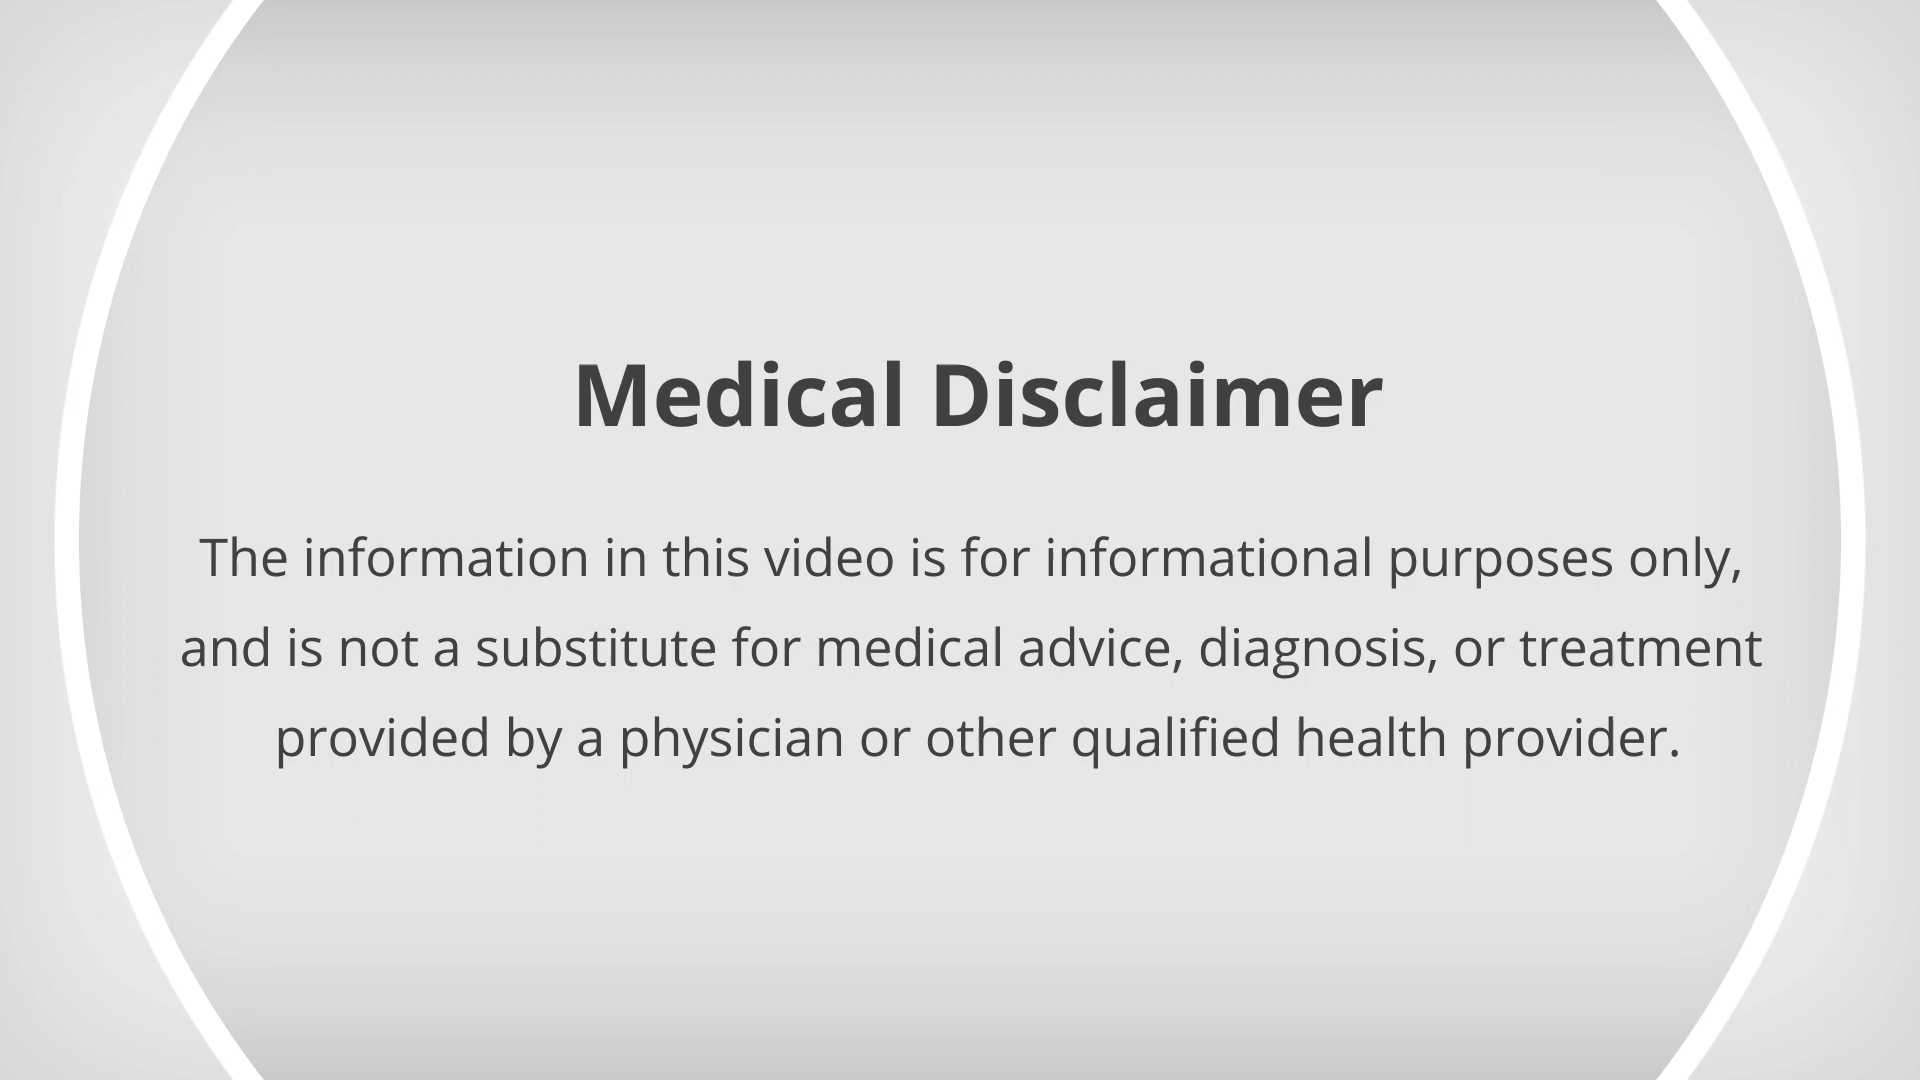 Medical Disclaimer
The information in this video is for informational purposes only,
and is not a substitute for medical advice, diagnosis, or treatment
provided by a physician or other qualified health provider.